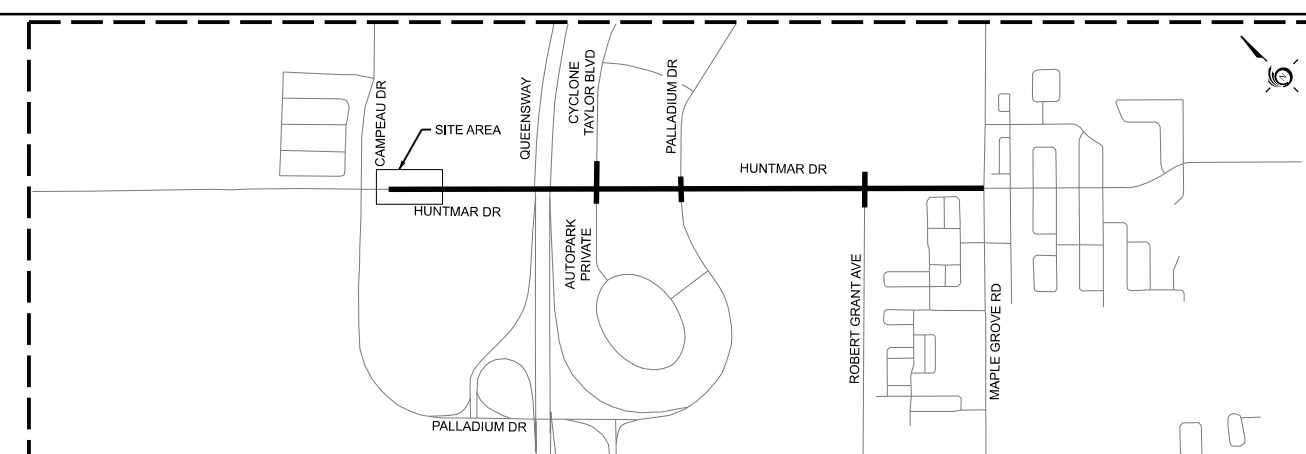 CAMPEAU DR
SITE AREA
QUEENSWAY
CYCLONE
TAYLOR BLVD
PALLADIUM DR
HUNTMAR DR
HUNTMAR DR
AUTOPARK
PRIVATE
ROBERT GRANT AVE
MAPLE GROVE RD
PALLADIUM DR
N